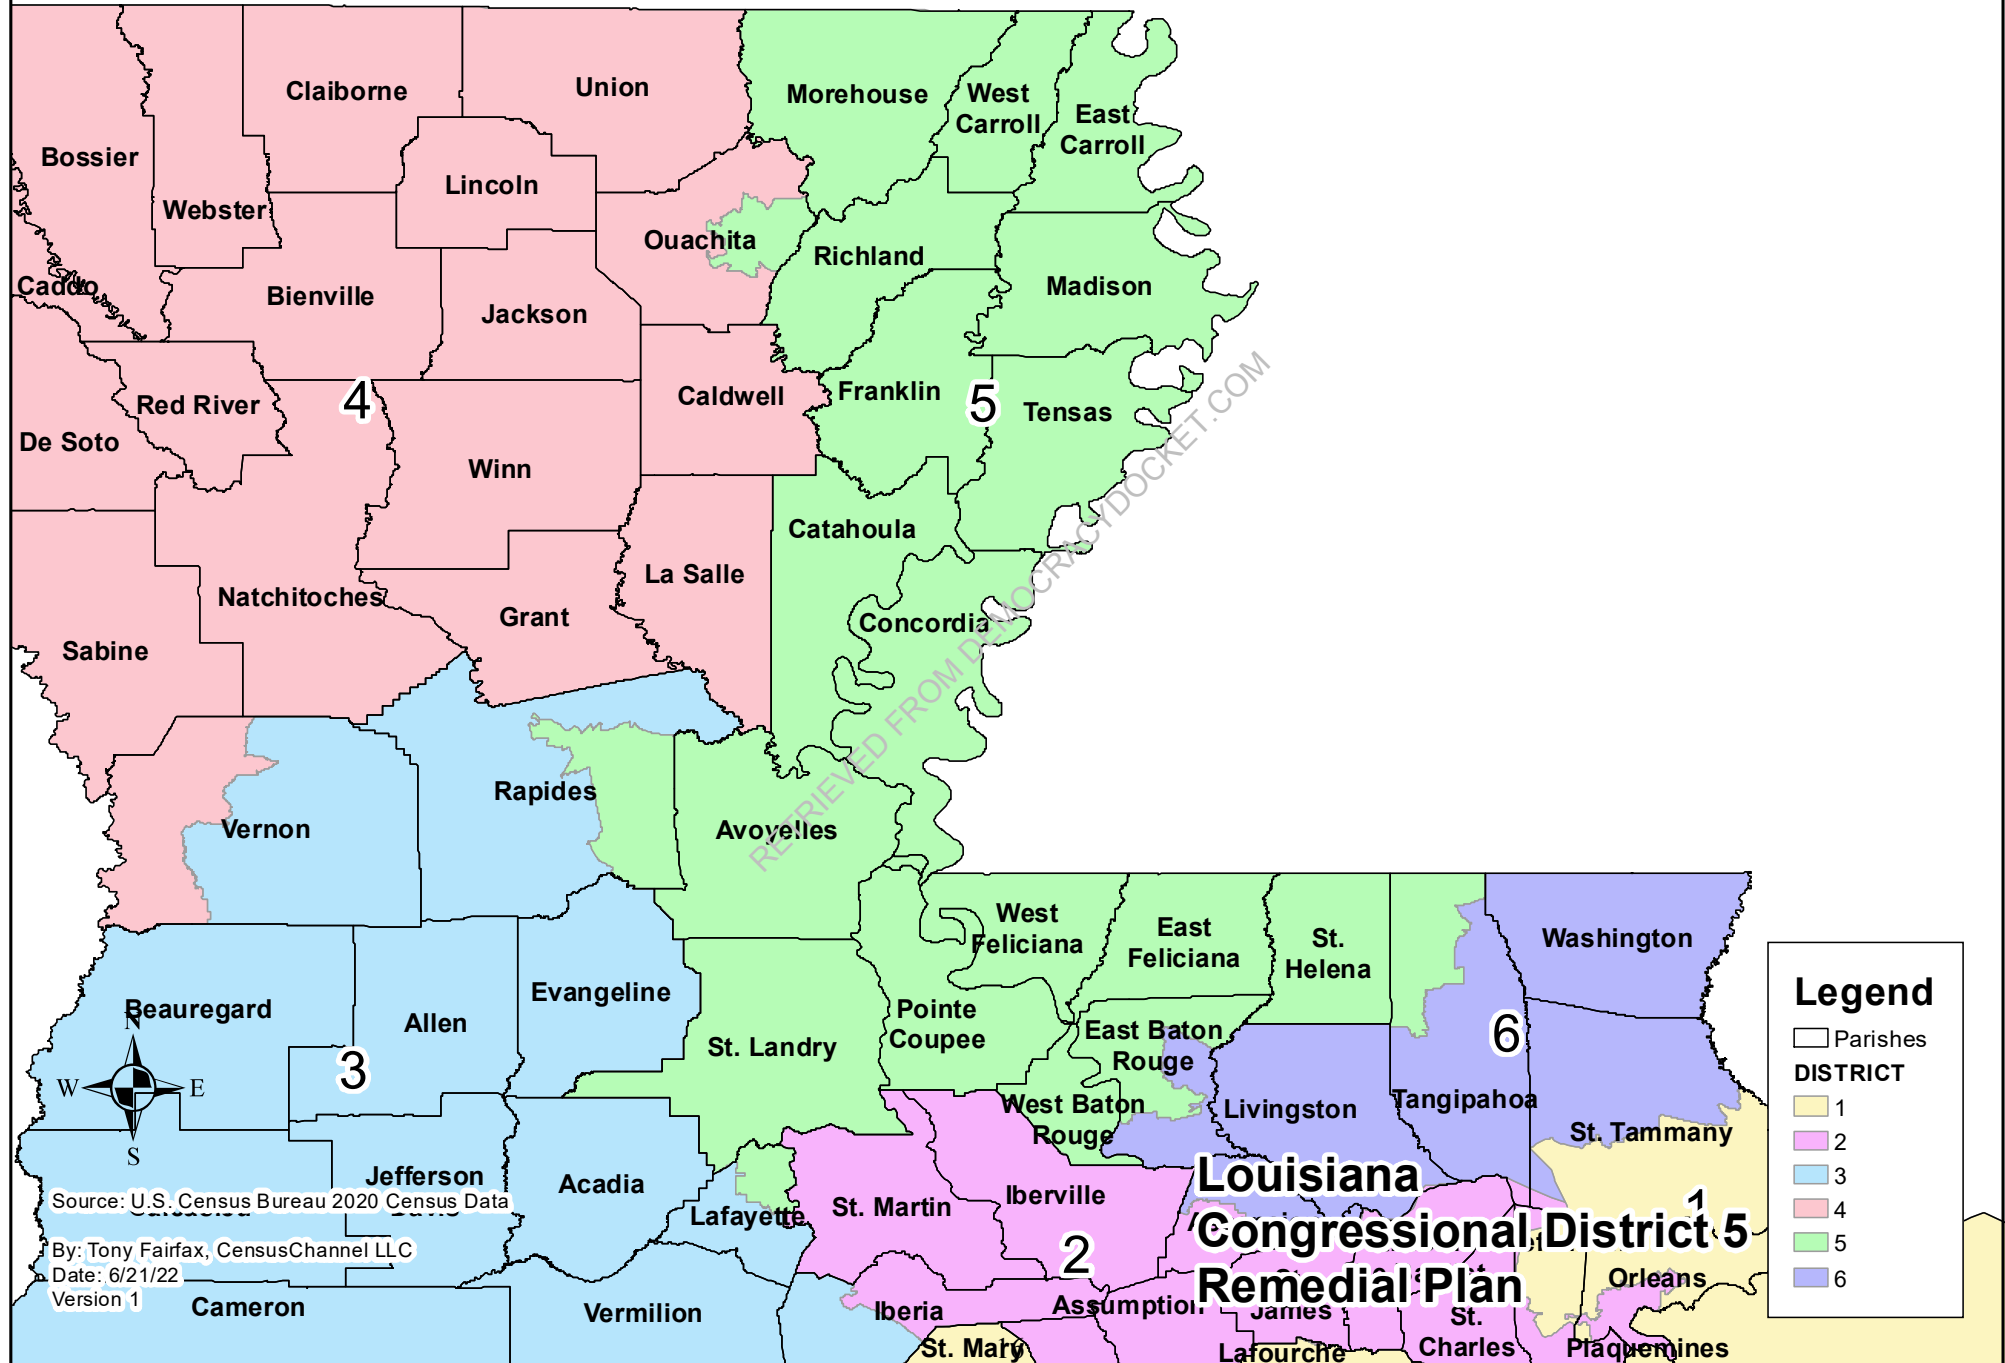 Claiborne
Union
Morehouse
West
Carroll
East
Carroll
Bossier
Webster
Lincoln
Ouachita
Richland
Madison
Caddo
Bienville
Jackson
Red River
4
Caldwell
Franklin
5
Tensas
De Soto
Winn
Catahoula
La Salle
Natchitoches
Grant
Concordia
Sabine
RETRIEVED FROM DEMOCRACYDOCKET.COM
Rapides
Vernon
Avoyelles
West
Feliciana
East
Feliciana
St.
Helena
Washington
Beauregard
Allen
Evangeline
Pointe
Coupee
St. Landry
East Baton
Rouge
6
3
N
W
E
S
West Baton
Rouge
Livingston
Tangipahoa
St. Tammany
Jefferson
Davis
Acadia
Lafayette
St. Martin
Iberville
2
1
Source: U.S. Census Bureau 2020 Census Data
By: Tony Fairfax, CensusChannel LLC
Date: 6/21/22
Version 1
Cameron
Vermilion
Iberia
Assumption
St. Mary
16
James
St.
Charles
Lafourche
Orleans
Plaquemines
Louisiana
Congressional District 5
Remedial Plan
Legend
Parishes
DISTRICT
1
2
3
4
5
6